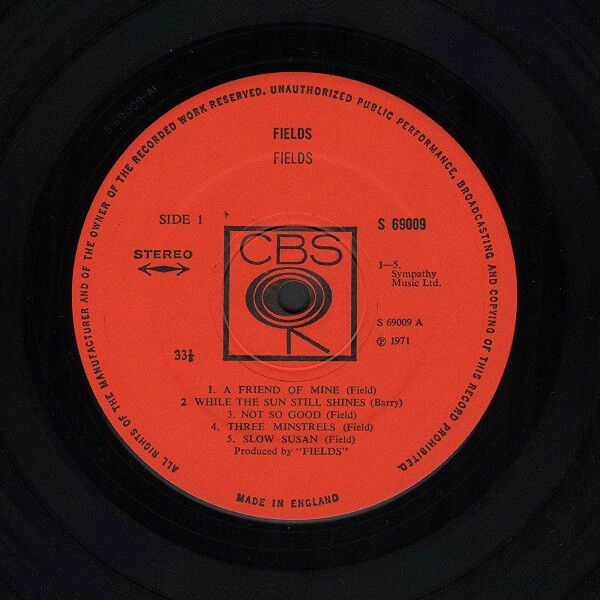 ALL RIGHTS OF THE MANUFACTURER AND OF THE OWNER OF THE RECORDED WORK RESERVED. UNAUTHORIZED PUBLIC PERFORMANCE, BROADCASTING AND COPYING OF THIS RECORD PROHIBITED.
FIELDS
FIELDS
SIDE 1
S 69009
STEREO
CBS
1—5.
Sympathy
Music Ltd.
S 69009 A
33⅓
℗ 1971
1. A FRIEND OF MINE (Field)
2. WHILE THE SUN STILL SHINES (Barry)
3. NOT SO GOOD (Field)
4. THREE MINSTRELS (Field)
5. SLOW SUSAN (Field)
Produced by "FIELDS"
MADE IN ENGLAND